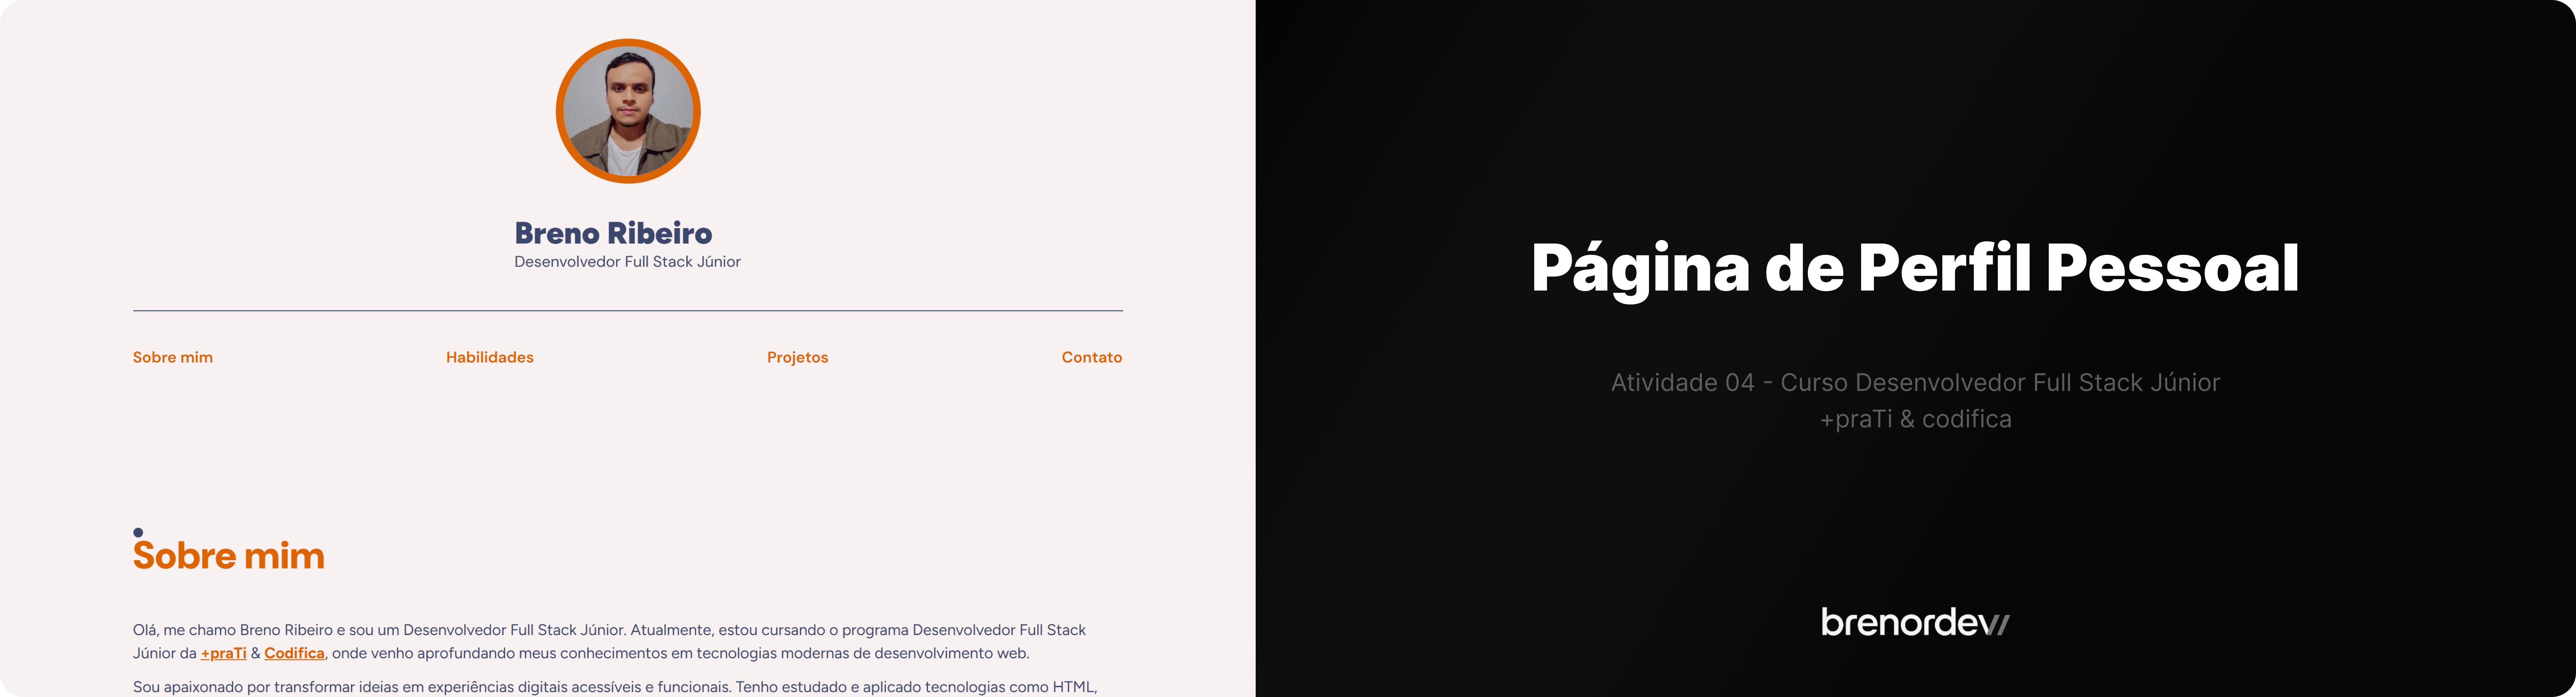 Breno Ribeiro
Desenvolvedor Full Stack Júnior
Sobre mim
Habilidades
Projetos
Contato
Sobre mim
Olá, me chamo Breno Ribeiro e sou um Desenvolvedor Full Stack Júnior. Atualmente, estou cursando o programa Desenvolvedor Full Stack
Júnior da +praTi & Codifica, onde venho aprofundando meus conhecimentos em tecnologias modernas de desenvolvimento web.
Sou apaixonado por transformar ideias em experiências digitais acessíveis e funcionais. Tenho estudado e aplicado tecnologias como HTML,
Página de Perfil Pessoal
Atividade 04 - Curso Desenvolvedor Full Stack Júnior
+praTi & codifica
brenordev//